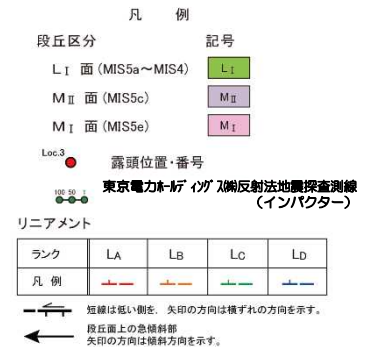 凡 例
段丘区分 記号
LⅠ 面 (MIS5a～MIS4) LⅠ
MⅡ 面 (MIS5c) MⅡ
MⅠ 面 (MIS5e) MⅠ
Loc.3
露頭位置・番号
100 50 1
東京電力ホールディングス㈱反射法地震探査測線
（インパクター）
リニアメント
ランク LA LB LC LD
凡 例
短線は低い側を、矢印の方向は横ずれの方向を示す。
段丘面上の急傾斜部
矢印の方向は傾斜方向を示す。